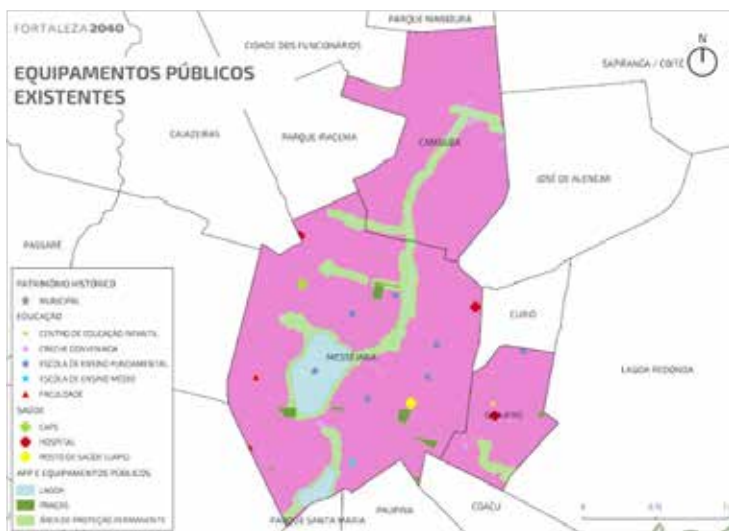 FORTALEZA2040
EQUIPAMENTOS PÚBLICOS
EXISTENTES
PARQUE MANIBURA
CIDADE DOS FUNCIONÁRIOS
N
SAPIRANGA / COITÉ
CAJAZEIRAS
PARQUE IRACEMA
CAMBEBA
JOSÉ DE ALENCAR
PASSARÉ
CURIÓ
MESSEJANA
LAGOA REDONDA
GUAJERU
PATRIMÔNIO HISTÓRICO
MUNICIPAL
EDUCAÇÃO
CENTRO DE EDUCAÇÃO INFANTIL
CRECHE CONVENIADA
ESCOLA DE ENSINO FUNDAMENTAL
ESCOLA DE ENSINO MÉDIO
FACULDADE
SAÚDE
CAPS
HOSPITAL
POSTO DE SAÚDE (UAPS)
APP E EQUIPAMENTOS PÚBLICOS
LAGOA
PRAÇAS
ÁREA DE PROTEÇÃO PERMANENTE
PARQUE SANTA MARIA
PAUPINA
COAÇU
0